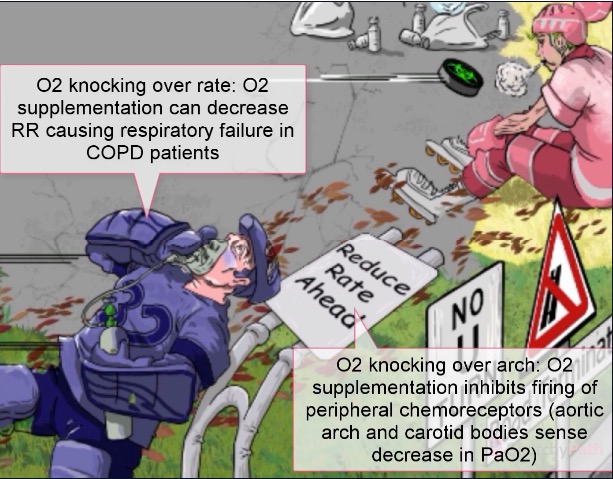 O2 knocking over rate: O2
supplementation can decrease
RR causing respiratory failure in
COPD patients
Reduce
Rate
Ahead
NO
O2 knocking over arch: O2
supplementation inhibits firing of
peripheral chemoreceptors (aortic
arch and carotid bodies sense
decrease in PaO2)